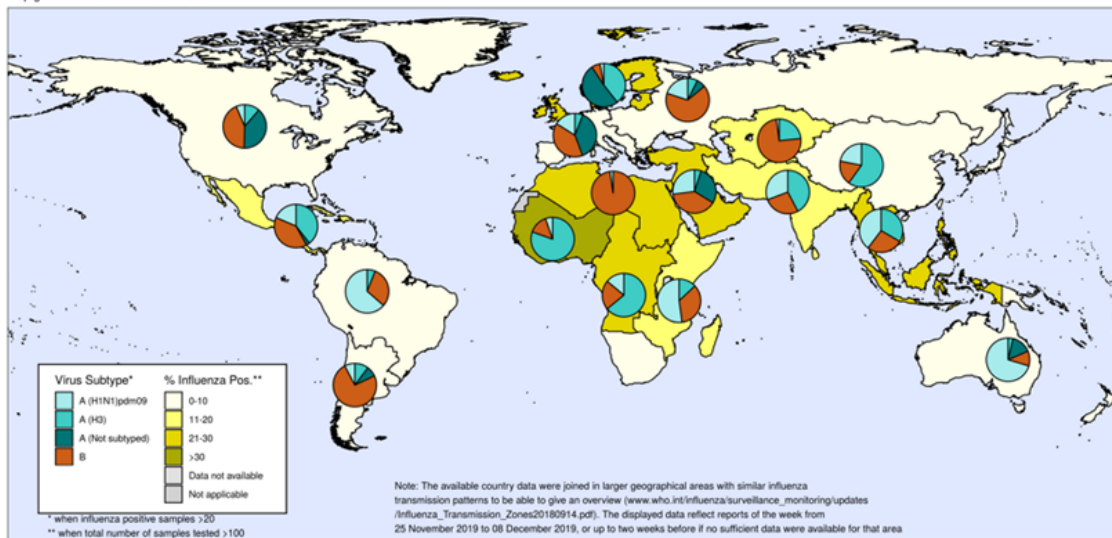 Virus Subtype*
A (H1N1)pdm09
A (H3)
A (Not subtyped)
B
% Influenza Pos.**
0-10
11-20
21-30
>30
Data not available
Not applicable
* when influenza positive samples >20
** when total number of samples tested >100
Note: The available country data were joined in larger geographical areas with similar influenza
transmission patterns to be able to give an overview (www.who.int/influenza/surveillance_monitoring/updates
/Influenza_Transmission_Zones20180914.pdf). The displayed data reflect reports of the week from
25 November 2019 to 08 December 2019, or up to two weeks before if no sufficient data were available for that area